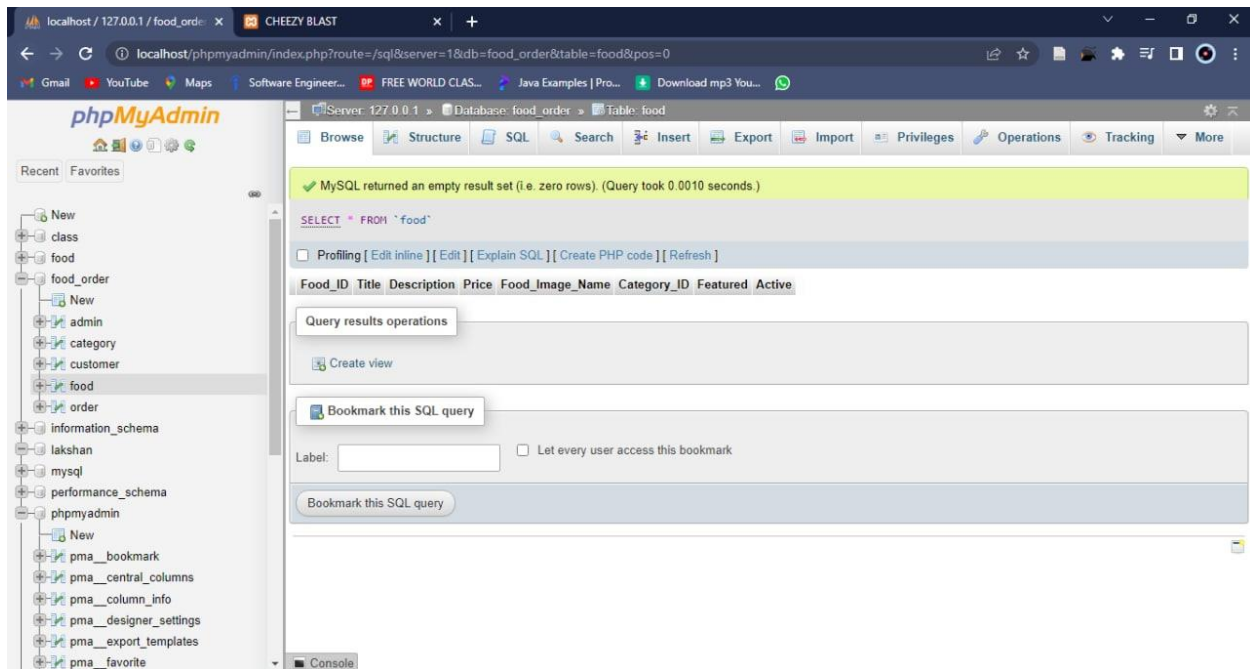 localhost / 127.0.0.1 / food_orde
CHEEZY BLAST
localhost/phpmyadmin/index.php?route=/sql&server=1&db=food_order&table=food&pos=0
Gmail YouTube Maps Software Engineer... FREE WORLD CLAS... Java Examples | Pro... Download mp3 You...
phpMyAdmin
Recent Favorites
New
class
food
food_order
New
admin
category
customer
food
order
information_schema
lakshan
mysql
performance_schema
phpmyadmin
New
pma__bookmark
pma__central_columns
pma__column_info
pma__designer_settings
pma__export_templates
pma__favorite
Server: 127.0.0.1 » Database: food_order » Table: food
Browse Structure SQL Search Insert Export Import Privileges Operations Tracking More
MySQL returned an empty result set (i.e. zero rows). (Query took 0.0010 seconds.)
SELECT * FROM `food`
Profiling [ Edit inline ] [ Edit ] [ Explain SQL ] [ Create PHP code ] [ Refresh ]
Food_ID Title Description Price Food_Image_Name Category_ID Featured Active
Query results operations
Create view
Bookmark this SQL query
Label:
Let every user access this bookmark
Bookmark this SQL query
Console